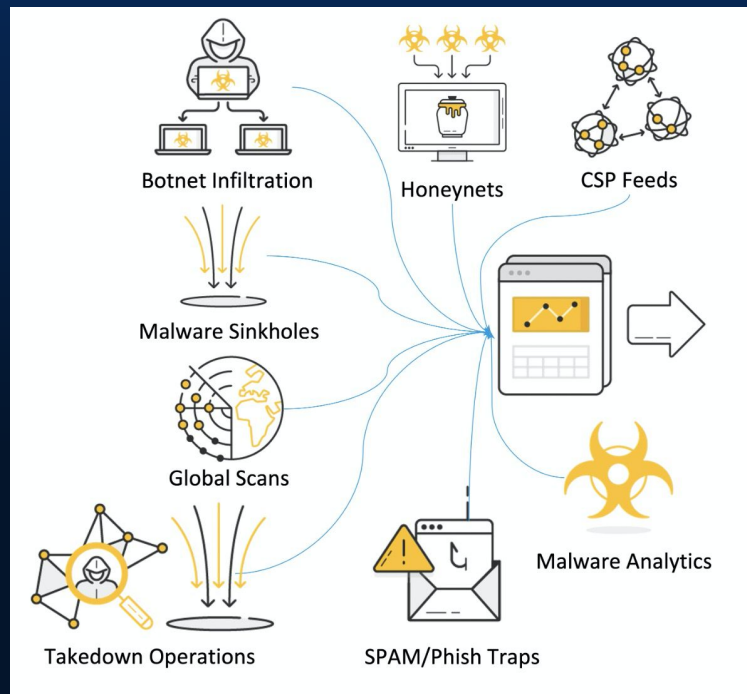 Botnet Infiltration
Honeynets
CSP Feeds
Malware Sinkholes
Global Scans
Malware Analytics
Takedown Operations
SPAM/Phish Traps